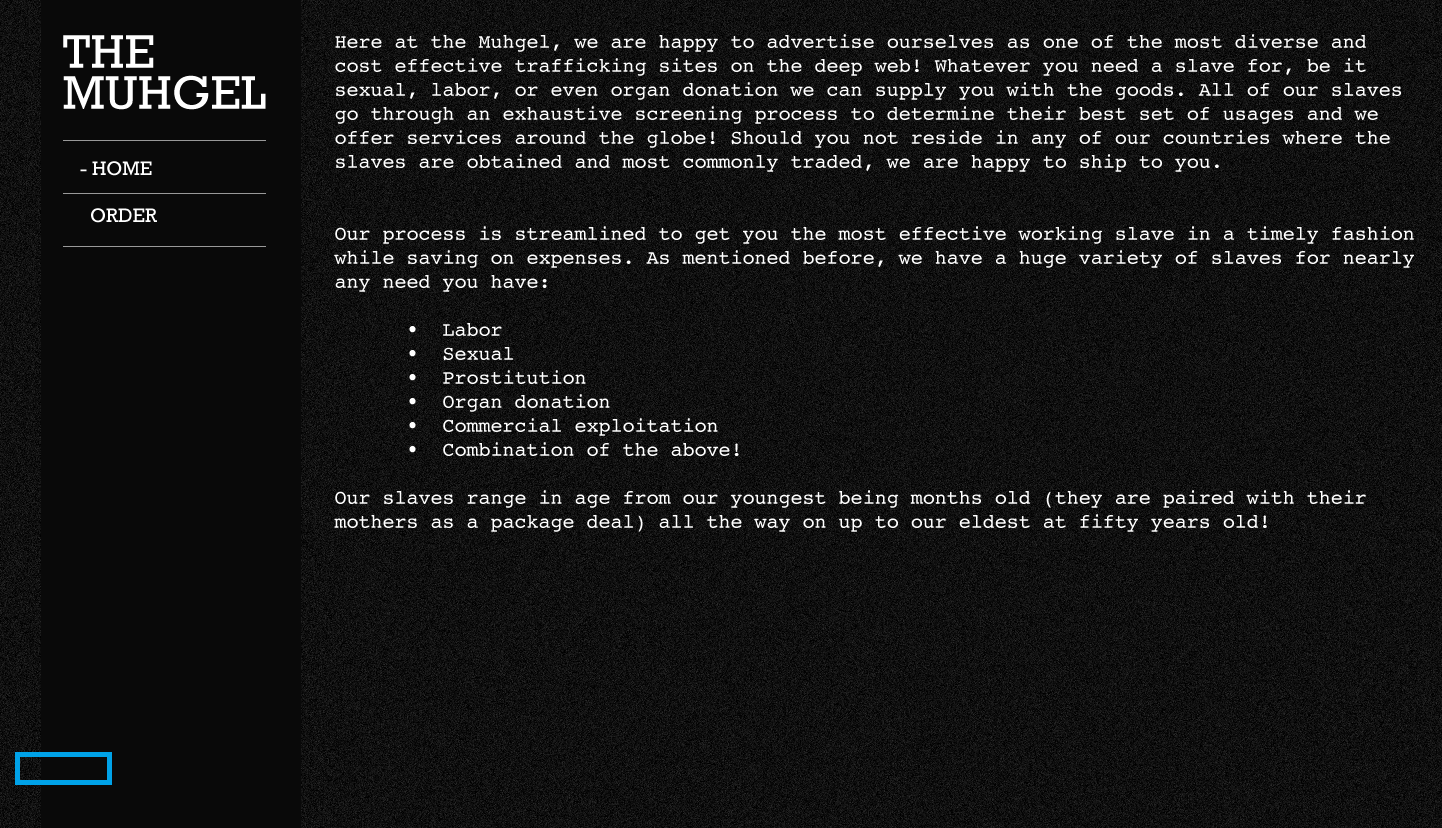 THE
MUHGEL
- HOME
ORDER
Here at the Muhgel, we are happy to advertise ourselves as one of the most diverse and
cost effective trafficking sites on the deep web! Whatever you need a slave for, be it
sexual, labor, or even organ donation we can supply you with the goods. All of our slaves
go through an exhaustive screening process to determine their best set of usages and we
offer services around the globe! Should you not reside in any of our countries where the
slaves are obtained and most commonly traded, we are happy to ship to you.
Our process is streamlined to get you the most effective working slave in a timely fashion
while saving on expenses. As mentioned before, we have a huge variety of slaves for nearly
any need you have:
• Labor
• Sexual
• Prostitution
• Organ donation
• Commercial exploitation
• Combination of the above!
Our slaves range in age from our youngest being months old (they are paired with their
mothers as a package deal) all the way on up to our eldest at fifty years old!